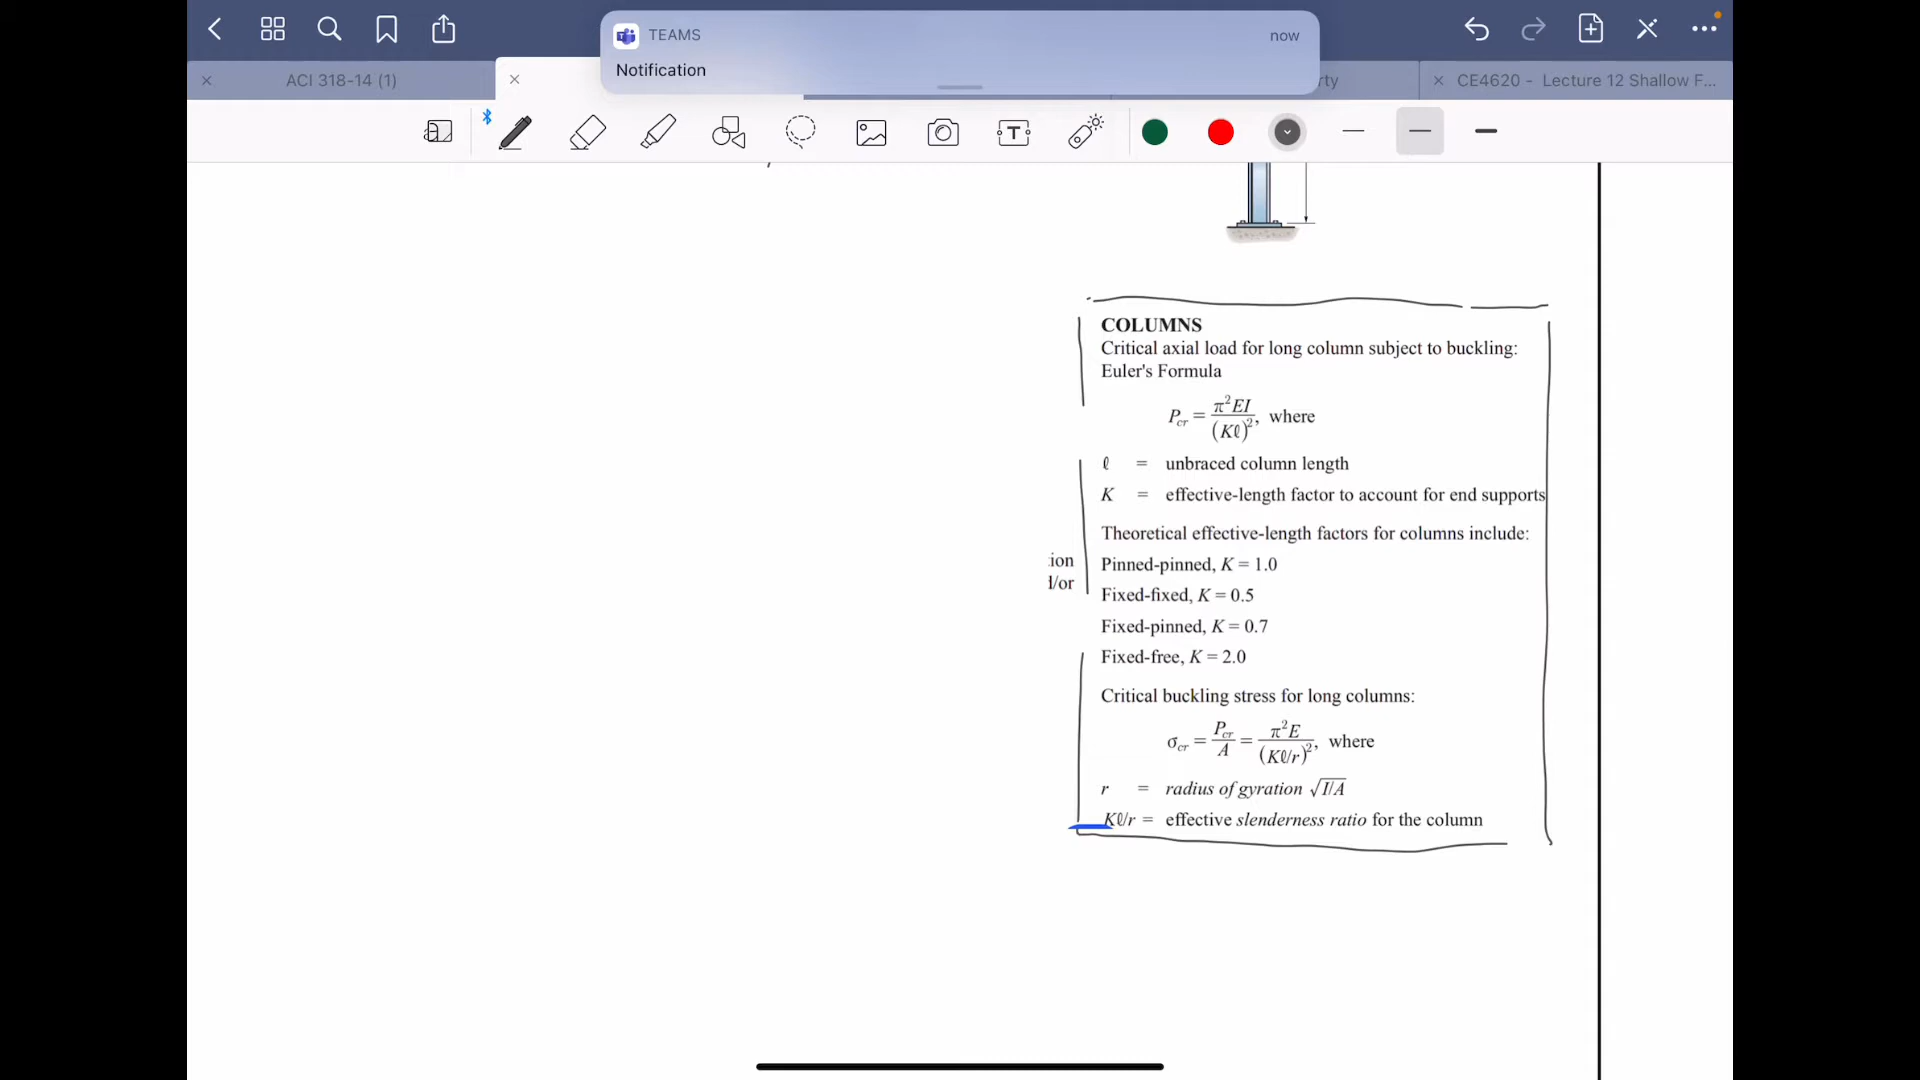 TEAMS now
Notification
ACI 318-14 (1)
rty
CE4620 - Lecture 12 Shallow F...
COLUMNS
Critical axial load for long column subject to buckling:
Euler's Formula
P_cr = π²EI/(Kℓ)², where
ℓ = unbraced column length
K = effective-length factor to account for end supports
Theoretical effective-length factors for columns include:
tion
Pinned-pinned, K = 1.0
l/or
Fixed-fixed, K = 0.5
Fixed-pinned, K = 0.7
Fixed-free, K = 2.0
Critical buckling stress for long columns:
σ_cr = P_cr/A = π²E/(Kℓ/r)², where
r = radius of gyration √I/A
Kℓ/r = effective slenderness ratio for the column